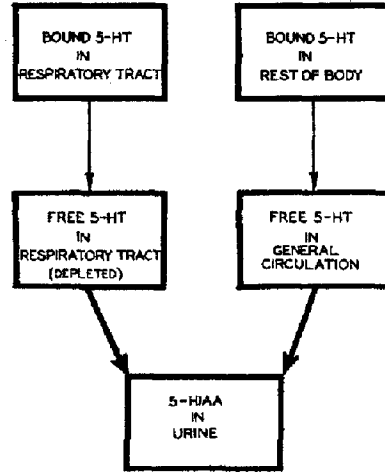 BOUND 5-HT
IN
RESPIRATORY TRACT
BOUND 5-HT
IN
REST OF BODY
FREE 5-HT
IN
RESPIRATORY TRACT
(DEPLETED)
FREE 5-HT
IN
GENERAL
CIRCULATION
5-HIAA
IN
URINE